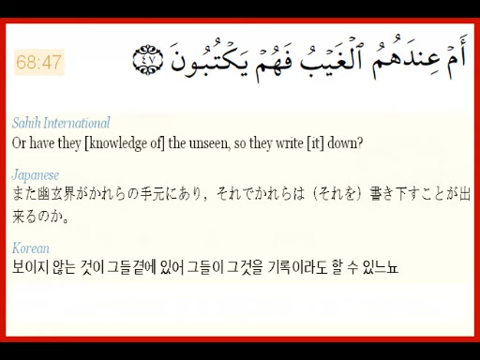 68:47
أَمْ عِندَهُمُ ٱلْغَيْبُ فَهُمْ يَكْتُبُونَ ﴿٤٧﴾
Sahih International
Or have they [knowledge of] the unseen, so they write [it] down?
Japanese
また幽玄界がかれらの手元にあり，それでかれらは（それを）書き下すことが出
来るのか。
Korean
보이지 않는 것이 그들곁에 있어 그들이 그것을 기록이라도 할 수 있느뇨